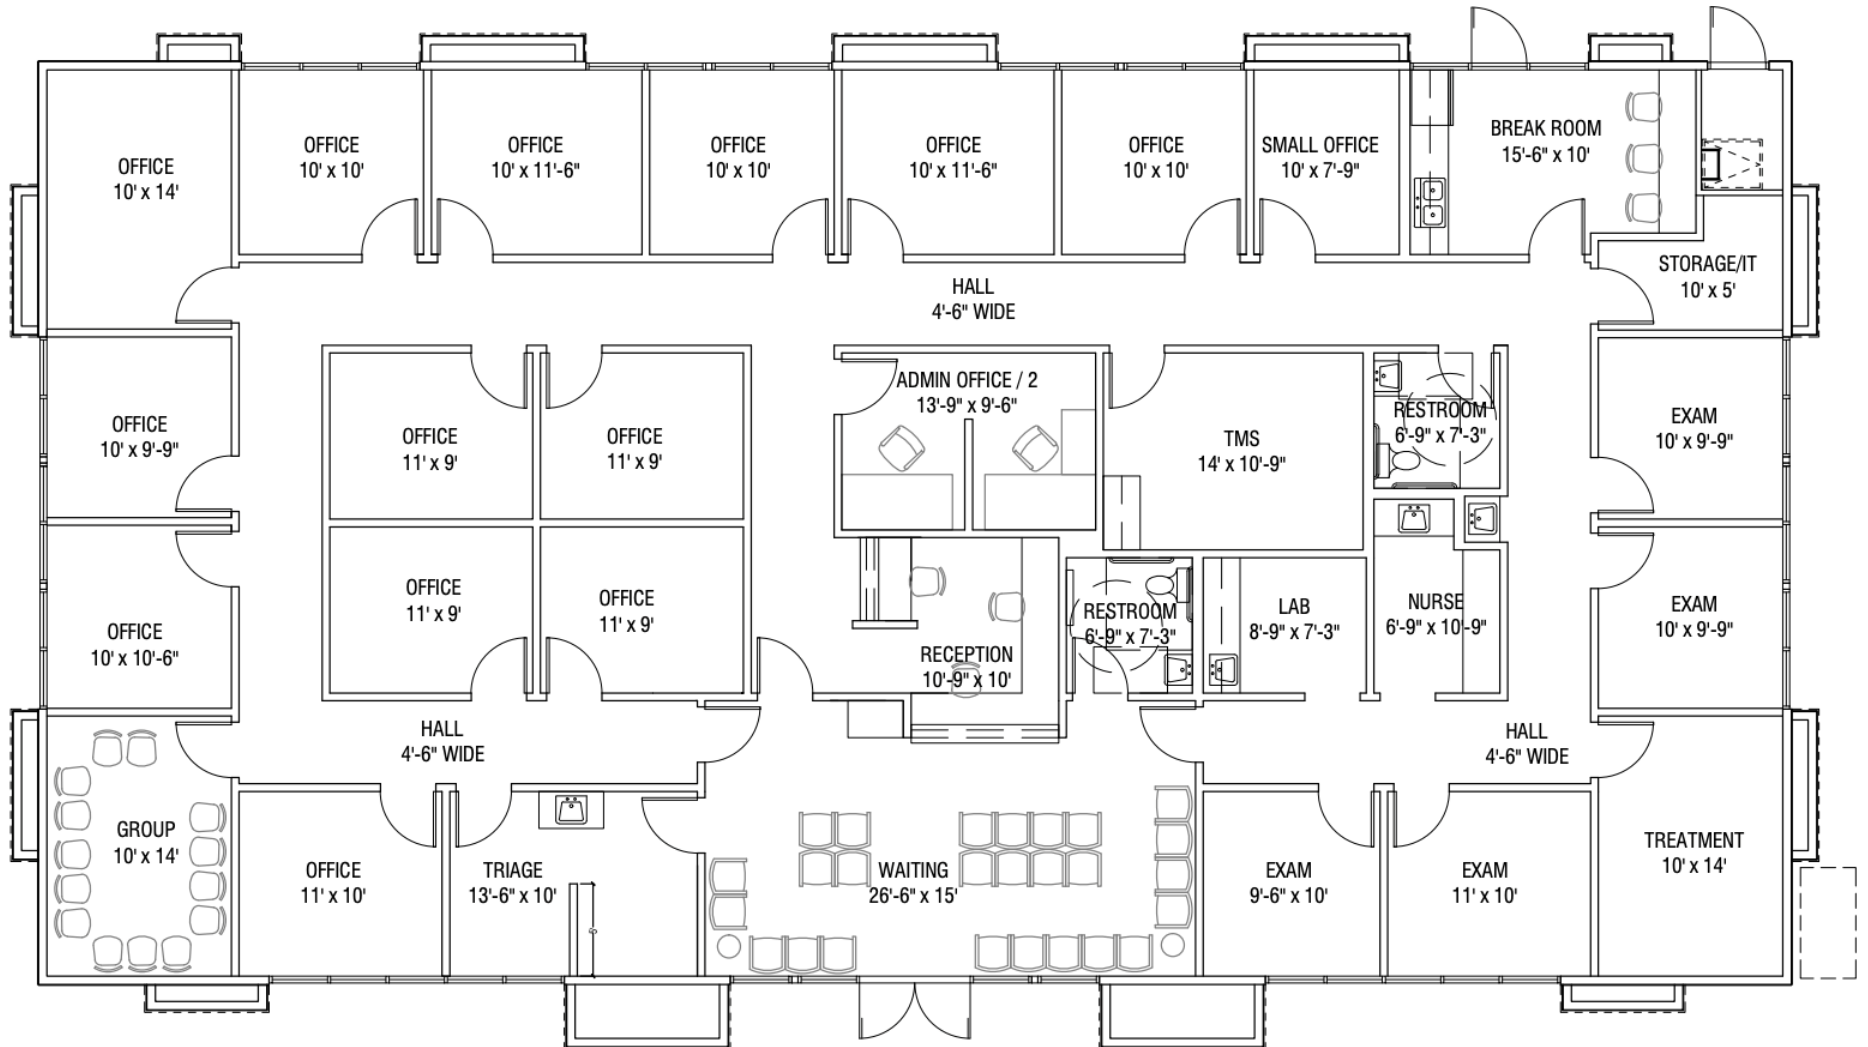 OFFICE
10' x 14'
OFFICE
10' x 10'
OFFICE
10' x 11'-6"
OFFICE
10' x 10'
OFFICE
10' x 11'-6"
OFFICE
10' x 10'
SMALL OFFICE
10' x 7'-9"
BREAK ROOM
15'-6" x 10'
STORAGE/IT
10' x 5'
HALL
4'-6" WIDE
OFFICE
10' x 9'-9"
OFFICE
11' x 9'
OFFICE
11' x 9'
ADMIN OFFICE / 2
13'-9" x 9'-6"
TMS
14' x 10'-9"
RESTROOM
6'-9" x 7'-3"
EXAM
10' x 9'-9"
OFFICE
10' x 10'-6"
OFFICE
11' x 9'
OFFICE
11' x 9'
RECEPTION
10'-9" x 10'
RESTROOM
6'-9" x 7'-3"
LAB
8'-9" x 7'-3"
NURSE
6'-9" x 10'-9"
EXAM
10' x 9'-9"
HALL
4'-6" WIDE
HALL
4'-6" WIDE
GROUP
10' x 14'
OFFICE
11' x 10'
TRIAGE
13'-6" x 10'
WAITING
26'-6" x 15'
EXAM
9'-6" x 10'
EXAM
11' x 10'
TREATMENT
10' x 14'